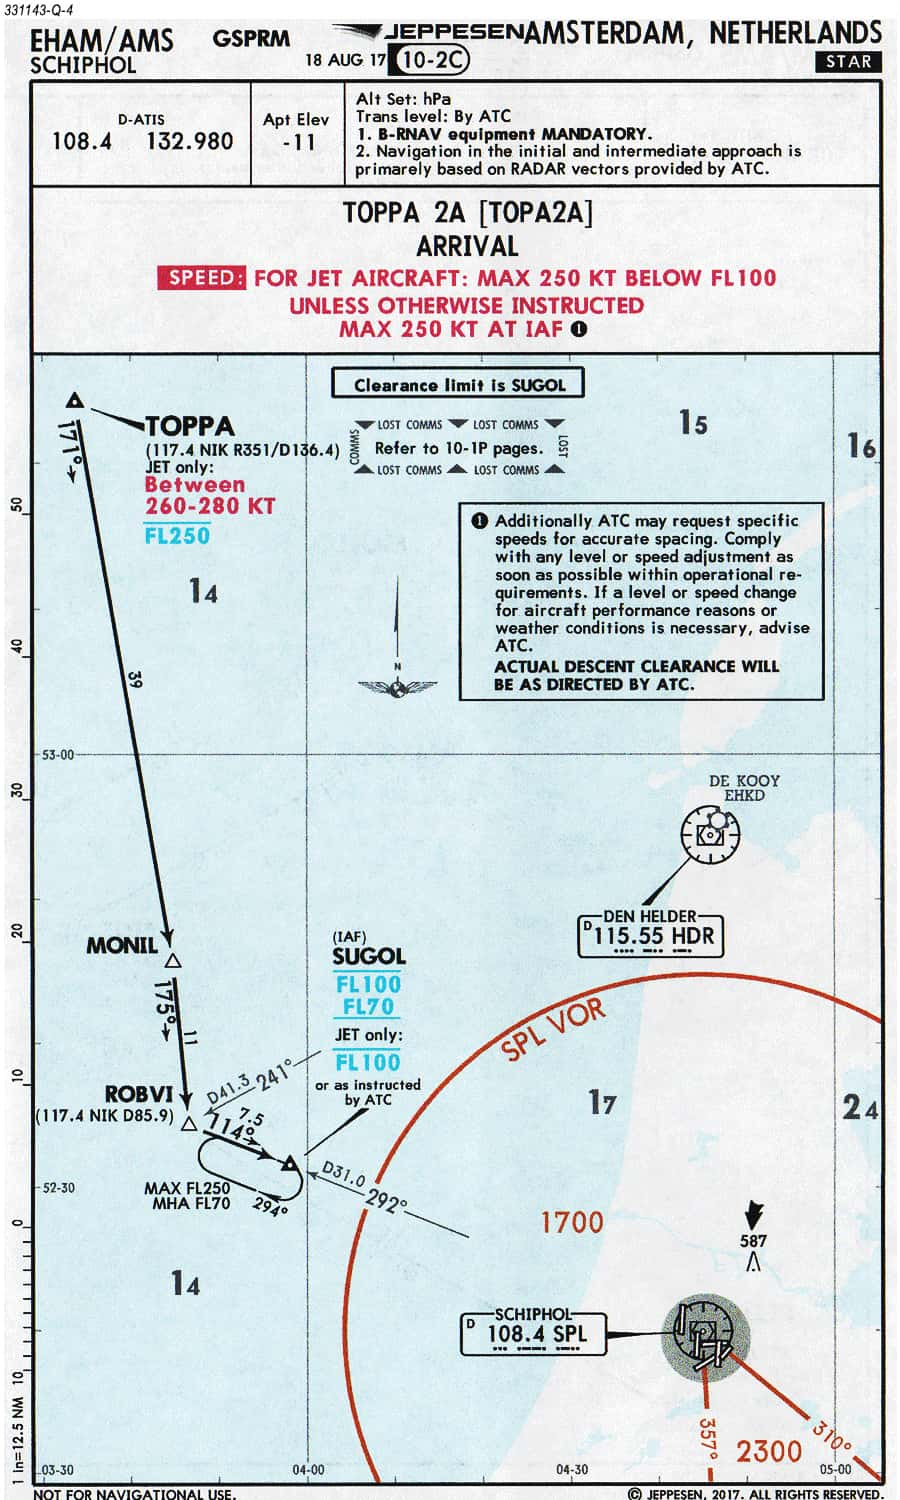 331143-Q-4
EHAM/AMS GSPRM JEPPESEN AMSTERDAM, NETHERLANDS
SCHIPHOL 18 AUG 17 10-2C STAR
D-ATIS
108.4 132.980
Apt Elev
-11
Alt Set: hPa
Trans level: By ATC
1. B-RNAV equipment MANDATORY.
2. Navigation in the initial and intermediate approach is
primarely based on RADAR vectors provided by ATC.
TOPPA 2A [TOPA2A]
ARRIVAL
SPEED: FOR JET AIRCRAFT: MAX 250 KT BELOW FL100
UNLESS OTHERWISE INSTRUCTED
MAX 250 KT AT IAF 1
Clearance limit is SUGOL
LOST COMMS LOST COMMS
COMMS
Refer to 10-1P pages.
LOST
LOST COMMS LOST COMMS
15
16
TOPPA
(117.4 NIK R351/D136.4)
JET only:
Between
260-280 KT
FL250
171°
14
1 Additionally ATC may request specific
speeds for accurate spacing. Comply
with any level or speed adjustment as
soon as possible within operational re-
quirements. If a level or speed change
for aircraft performance reasons or
weather conditions is necessary, advise
ATC.
ACTUAL DESCENT CLEARANCE WILL
BE AS DIRECTED BY ATC.
N
39
50
40
53-00
30
DE KOOY
EHKD
DEN HELDER
D 115.55 HDR
20
MONIL
175°
11
(IAF)
SUGOL
FL100
FL70
JET only:
FL100
or as instructed
by ATC
SPL VOR
10
ROBVI
(117.4 NIK D85.9)
D41.3
241°
7.5
114°
17
24
D31.0
292°
52-30
MAX FL250
MHA FL70
294°
0
1700
587
14
SCHIPHOL
D 108.4 SPL
10
1 in=12.5 NM
357°
2300
310°
03-30
04-00
04-30
05-00
NOT FOR NAVIGATIONAL USE.
© JEPPESEN, 2017. ALL RIGHTS RESERVED.